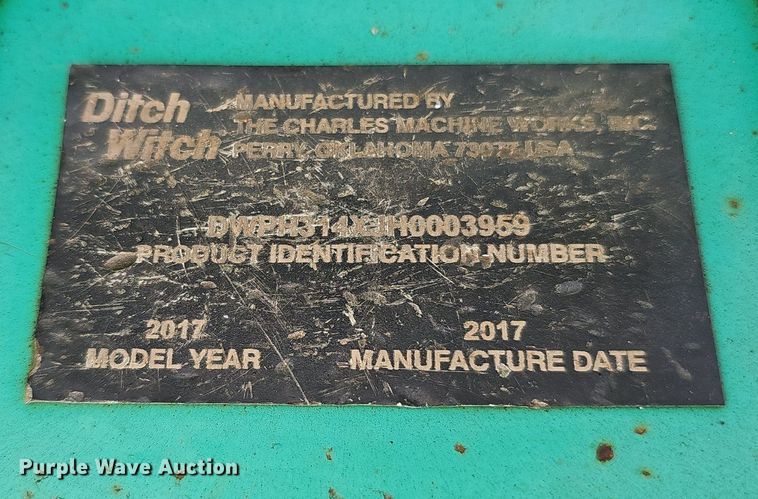 Ditch Witch
MANUFACTURED BY
THE CHARLES MACHINE WORKS, INC.
PERRY, OKLAHOMA 73077 USA
PRODUCT IDENTIFICATION NUMBER
2017
MODEL YEAR
2017
MANUFACTURE DATE
Purple Wave Auction